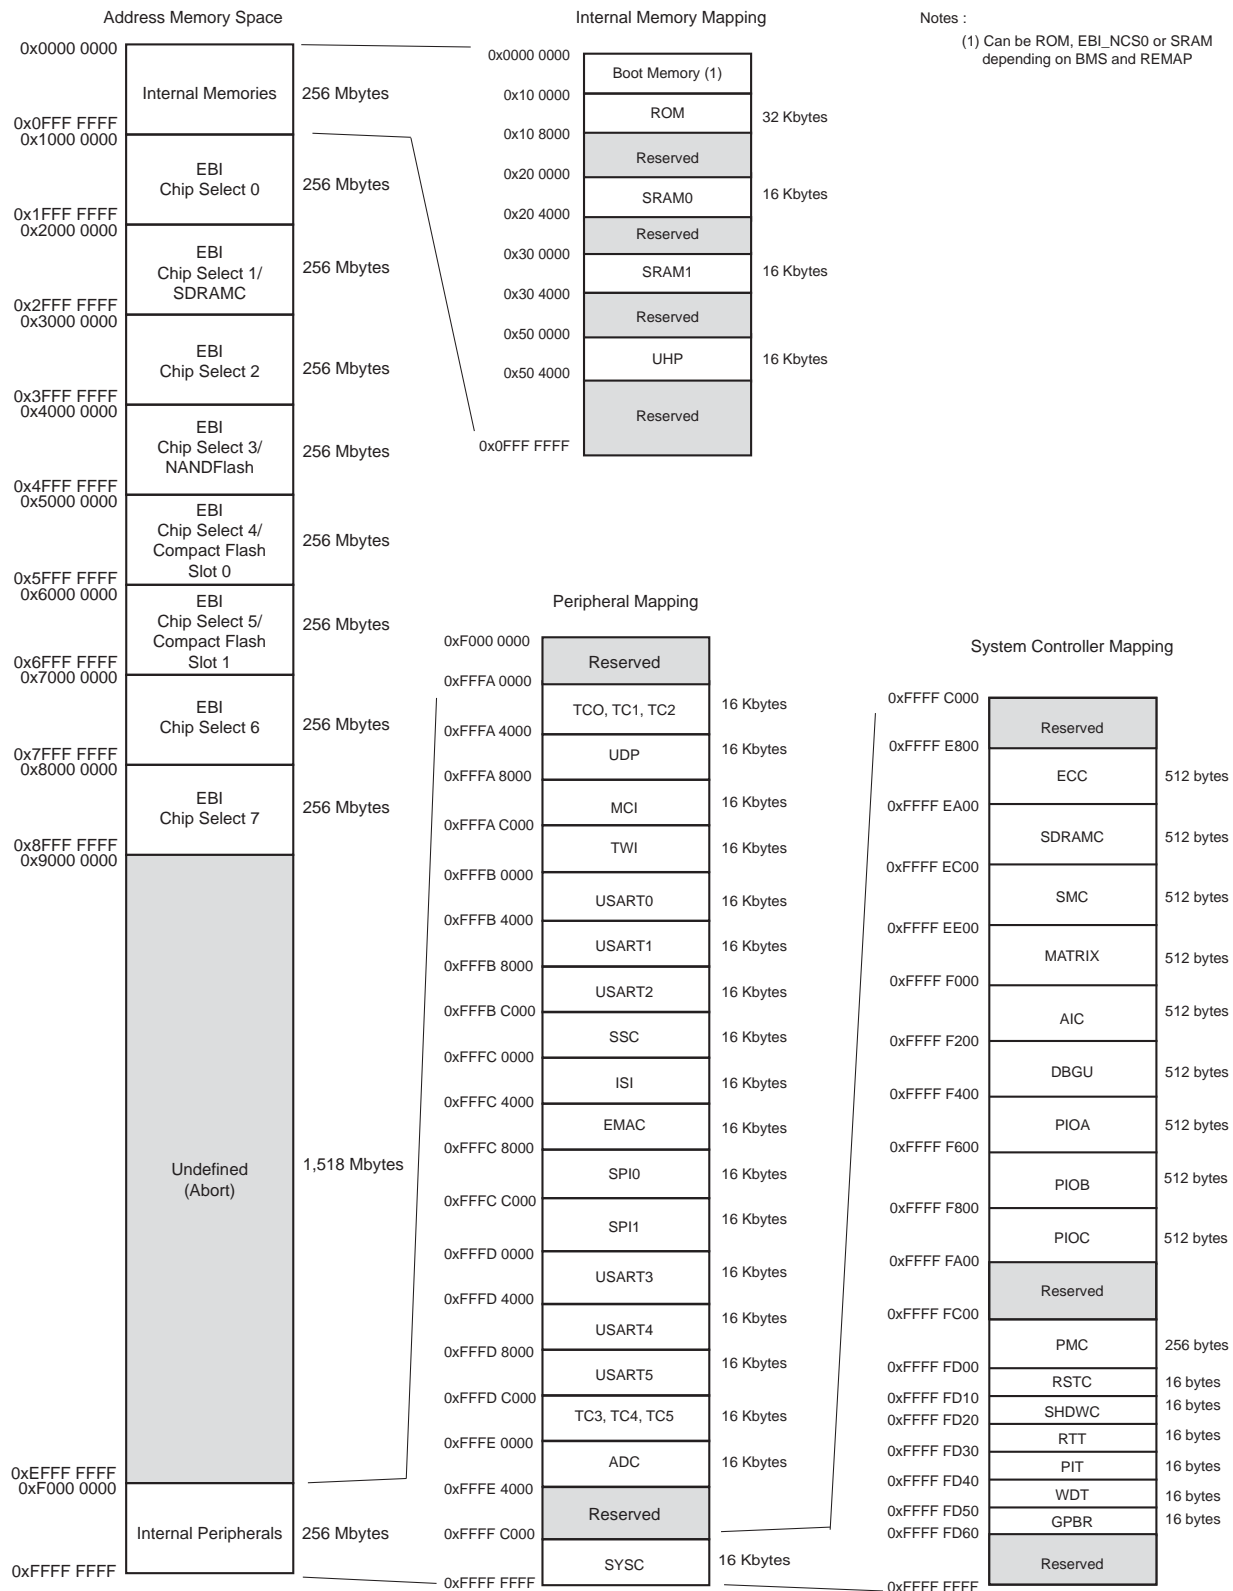 Address Memory Space
0x0000 0000
Internal Memories
256 Mbytes
0x0FFF FFFF
0x1000 0000
EBI
Chip Select 0
256 Mbytes
0x1FFF FFFF
0x2000 0000
EBI
Chip Select 1/
SDRAMC
256 Mbytes
0x2FFF FFFF
0x3000 0000
EBI
Chip Select 2
256 Mbytes
0x3FFF FFFF
0x4000 0000
EBI
Chip Select 3/
NANDFlash
256 Mbytes
0x4FFF FFFF
0x5000 0000
EBI
Chip Select 4/
Compact Flash
Slot 0
256 Mbytes
0x5FFF FFFF
0x6000 0000
EBI
Chip Select 5/
Compact Flash
Slot 1
256 Mbytes
0x6FFF FFFF
0x7000 0000
EBI
Chip Select 6
256 Mbytes
0x7FFF FFFF
0x8000 0000
EBI
Chip Select 7
256 Mbytes
0x8FFF FFFF
0x9000 0000
Undefined
(Abort)
1,518 Mbytes
0xEFFF FFFF
0xF000 0000
Internal Peripherals
256 Mbytes
0xFFFF FFFF
Internal Memory Mapping
0x0000 0000
Boot Memory (1)
0x10 0000
ROM
32 Kbytes
0x10 8000
Reserved
0x20 0000
SRAM0
16 Kbytes
0x20 4000
Reserved
0x30 0000
SRAM1
16 Kbytes
0x30 4000
Reserved
0x50 0000
UHP
16 Kbytes
0x50 4000
Reserved
0x0FFF FFFF
Notes :
(1) Can be ROM, EBI_NCS0 or SRAM
depending on BMS and REMAP
Peripheral Mapping
0xF000 0000
Reserved
0xFFFA 0000
TCO, TC1, TC2
16 Kbytes
0xFFFA 4000
UDP
16 Kbytes
0xFFFA 8000
MCI
16 Kbytes
0xFFFA C000
TWI
16 Kbytes
0xFFFB 0000
USART0
16 Kbytes
0xFFFB 4000
USART1
16 Kbytes
0xFFFB 8000
USART2
16 Kbytes
0xFFFB C000
SSC
16 Kbytes
0xFFFC 0000
ISI
16 Kbytes
0xFFFC 4000
EMAC
16 Kbytes
0xFFFC 8000
SPI0
16 Kbytes
0xFFFC C000
SPI1
16 Kbytes
0xFFFD 0000
USART3
16 Kbytes
0xFFFD 4000
USART4
16 Kbytes
0xFFFD 8000
USART5
16 Kbytes
0xFFFD C000
TC3, TC4, TC5
16 Kbytes
0xFFFE 0000
ADC
16 Kbytes
0xFFFE 4000
Reserved
0xFFFF C000
SYSC
16 Kbytes
0xFFFF FFFF
System Controller Mapping
0xFFFF C000
Reserved
0xFFFF E800
ECC
512 bytes
0xFFFF EA00
SDRAMC
512 bytes
0xFFFF EC00
SMC
512 bytes
0xFFFF EE00
MATRIX
512 bytes
0xFFFF F000
AIC
512 bytes
0xFFFF F200
DBGU
512 bytes
0xFFFF F400
PIOA
512 bytes
0xFFFF F600
PIOB
512 bytes
0xFFFF F800
PIOC
512 bytes
0xFFFF FA00
Reserved
0xFFFF FC00
PMC
256 bytes
0xFFFF FD00
RSTC
16 bytes
0xFFFF FD10
SHDWC
16 bytes
0xFFFF FD20
RTT
16 bytes
0xFFFF FD30
PIT
16 bytes
0xFFFF FD40
WDT
16 bytes
0xFFFF FD50
GPBR
16 bytes
0xFFFF FD60
Reserved
0xFFFF FFFF